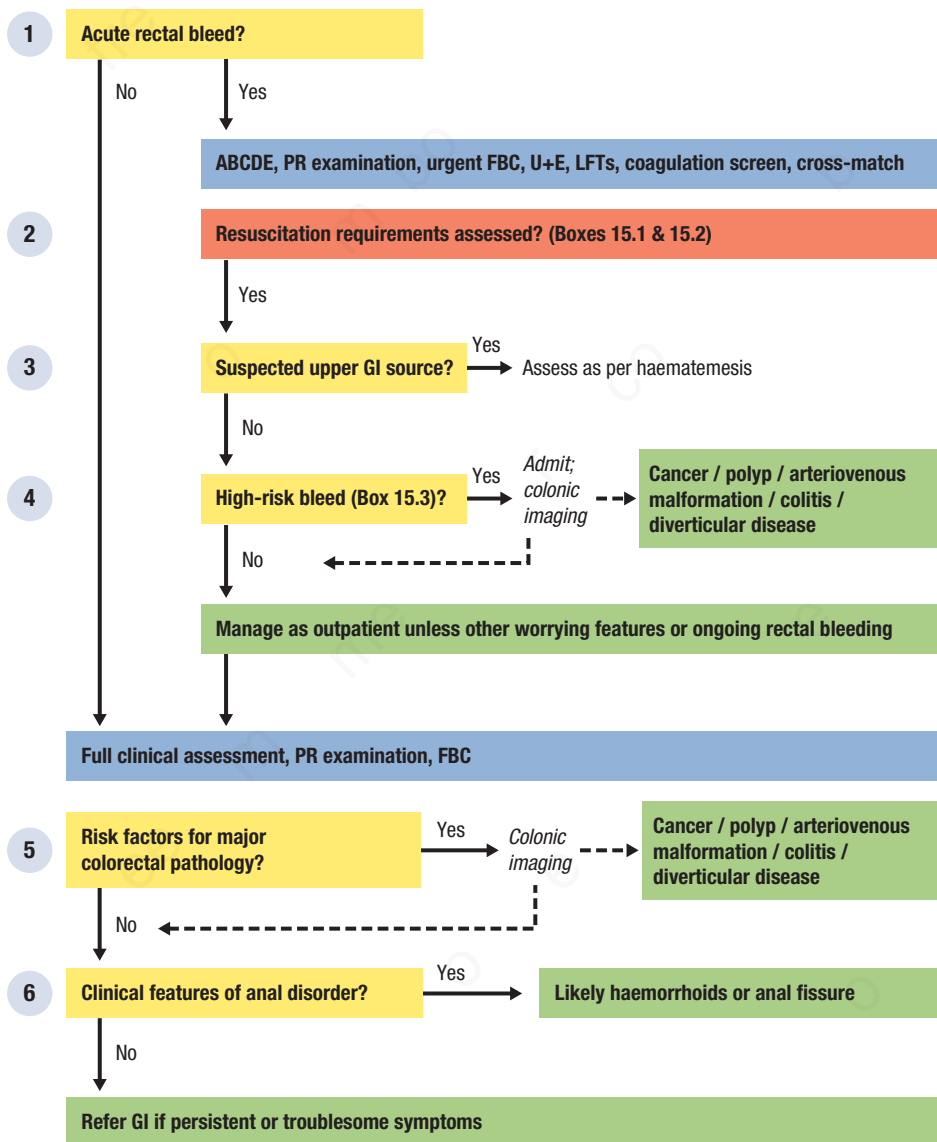 1
Acute rectal bleed?
No
Yes
ABCDE, PR examination, urgent FBC, U+E, LFTs, coagulation screen, cross-match
2
Resuscitation requirements assessed? (Boxes 15.1 & 15.2)
Yes
3
Suspected upper GI source?
Yes
Assess as per haematemesis
No
4
High-risk bleed (Box 15.3)?
Yes
Admit;
colonic
imaging
Cancer / polyp / arteriovenous
malformation / colitis /
diverticular disease
No
Manage as outpatient unless other worrying features or ongoing rectal bleeding
Full clinical assessment, PR examination, FBC
5
Risk factors for major
colorectal pathology?
Yes
Colonic
imaging
Cancer / polyp / arteriovenous
malformation / colitis /
diverticular disease
No
6
Clinical features of anal disorder?
Yes
Likely haemorrhoids or anal fissure
No
Refer GI if persistent or troublesome symptoms